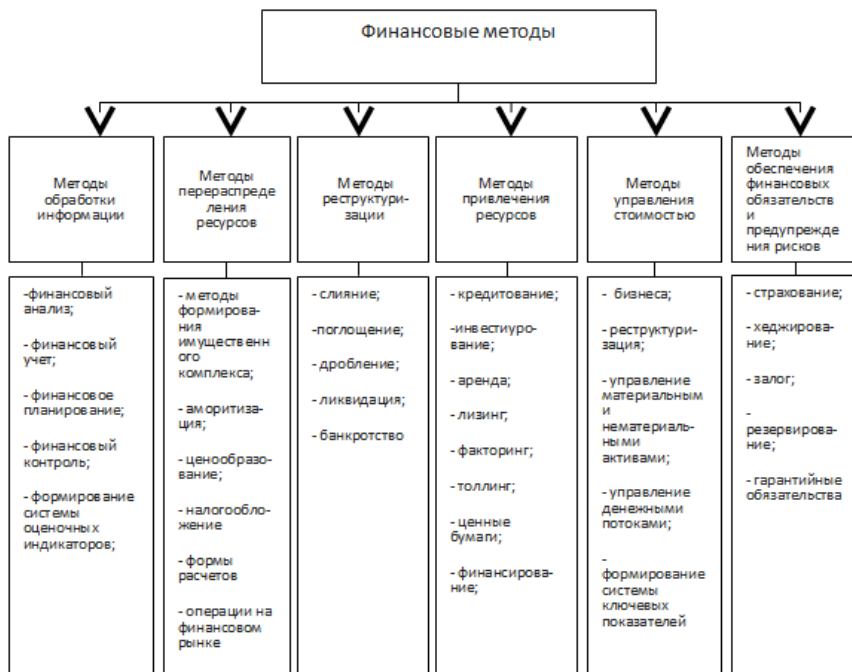 Финансовые методы
Методы
обработки
информации
Методы
перераспреде
ления
ресурсов
Методы
реструктури-
зации
Методы
привлечения
ресурсов
Методы
управления
стоимостью
Методы
обеспечения
финансовых
обязательств
и
предупрежде
ния рисков
-финансовый
анализ;
- финансовый
учет;
- финансовое
планирование;
- финансовый
контроль;
- формирование
системы
оценочных
индикаторов;
- методы
формирова
ния
имущественн
ого
комплекса;
- аморитиза-
ция;
- ценообразо-
вание;
- налогообло-
жение
- формы
расчетов
- операции на
финансовом
рынке
- слияние;
-поглощение;
- дробление;
- ликвидация;
- банкротство
- кредитование;
-инвестиуро-
вание;
- аренда;
- лизинг;
- факторинг;
- толлинг;
- ценные
бумаги;
- финансирова-
ние;
- бизнеса;
- реструктури-
зация;
- управление
материальным
и
нематериаль-
ными
активами;
- управление
денежными
потоками;
-
формирование
системы
ключевых
показателей
- страхование;
- хеджирова-
ние;
- залог;
-
резервирова-
ние;
- гарантийные
обязательства